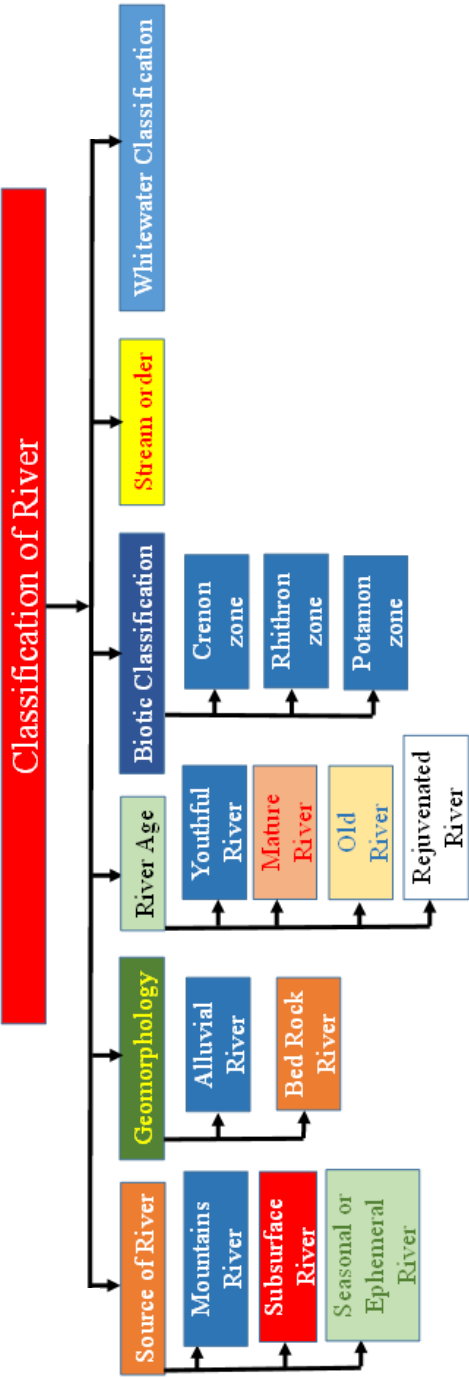 Classification of River
Source of River
Mountains
River
Subsurface
River
Seasonal or
Ephemeral
River
Geomorphology
Alluvial
River
Bed Rock
River
River Age
Youthful
River
Mature
River
Old
River
Rejuvenated
River
Biotic Classification
Crenon
zone
Rhithron
zone
Potamon
zone
Stream order
Whitewater Classification